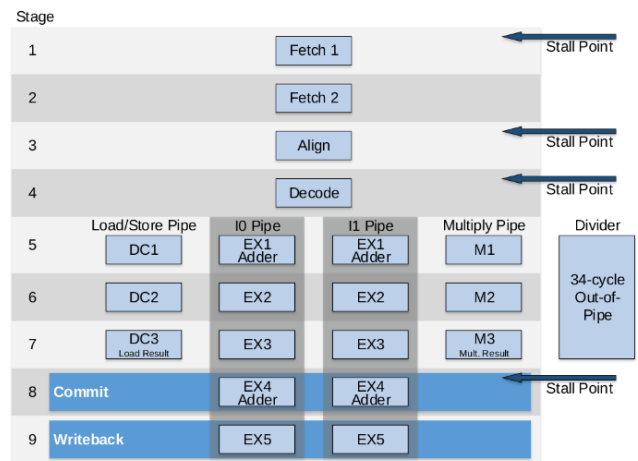 Stage
1
Fetch 1
Stall Point
2
Fetch 2
3
Align
Stall Point
4
Decode
Stall Point
Load/Store Pipe I0 Pipe I1 Pipe Multiply Pipe Divider
5
DC1
EX1
Adder
EX1
Adder
M1
34-cycle
Out-of-
Pipe
6
DC2
EX2
EX2
M2
7
DC3
Load Result
EX3
EX3
M3
Mult. Result
8
Commit
EX4
Adder
EX4
Adder
Stall Point
9
Writeback
EX5
EX5